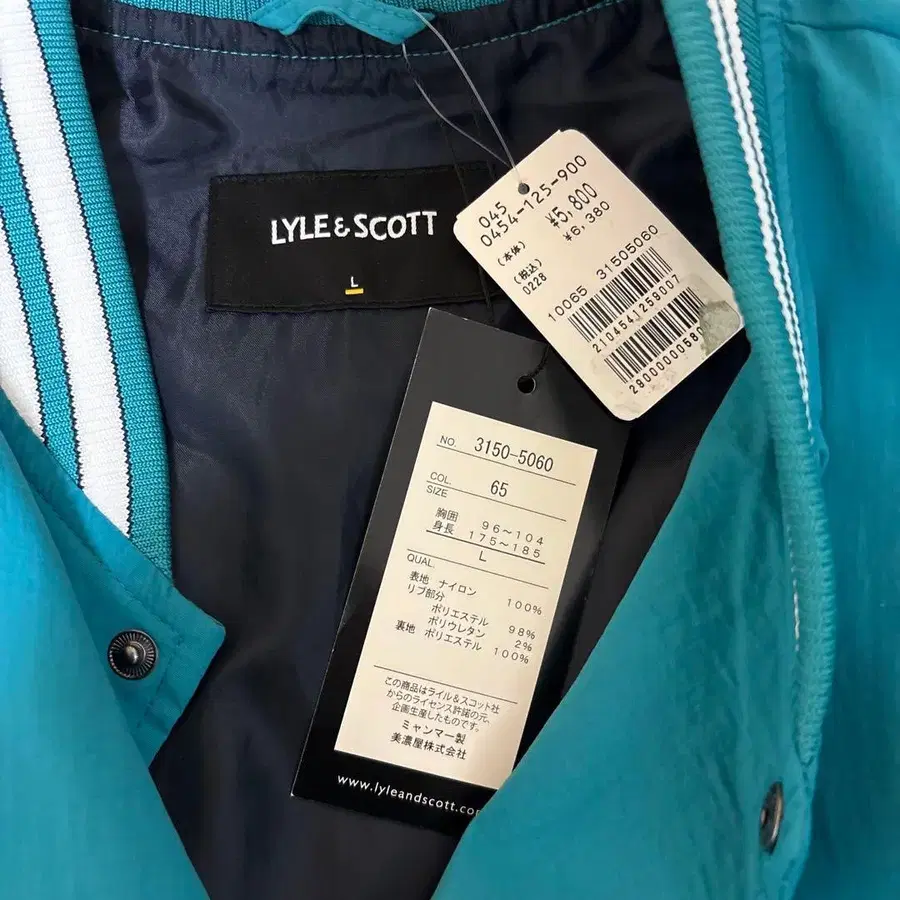 LYLE & SCOTT
L
045
0454-125-900
(本体) ¥5,800
(税込) ¥6,380
0228
10065 31505060
2104541259007
NO. 3150-5060
COL. 65
SIZE
胸囲 96~104
身長 175~185
L
QUAL.
表地 ナイロン 100%
リブ部分
ポリエステル 98%
ポリウレタン 2%
裏地 ポリエステル 100%
この商品はライル&スコット社
からのライセンス許諾の元、
企画生産したものです。
ミャンマー製
美濃屋株式会社
www.lyleandscott.co